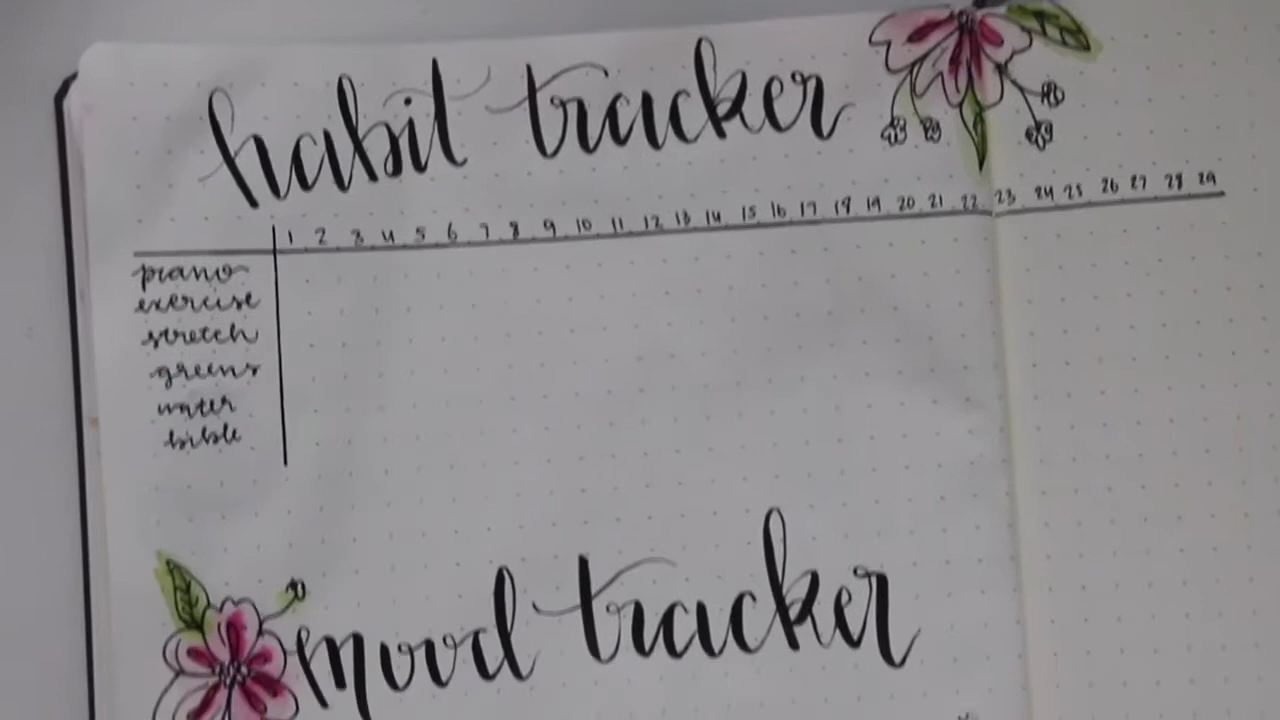 habit tracker
1 2 3 4 5 6 7 8 9 10 11 12 13 14 15 16 17 18 19 20 21 22 23 24 25 26 27 28 29
piano
exercise
stretch
greens
water
bible
mood tracker